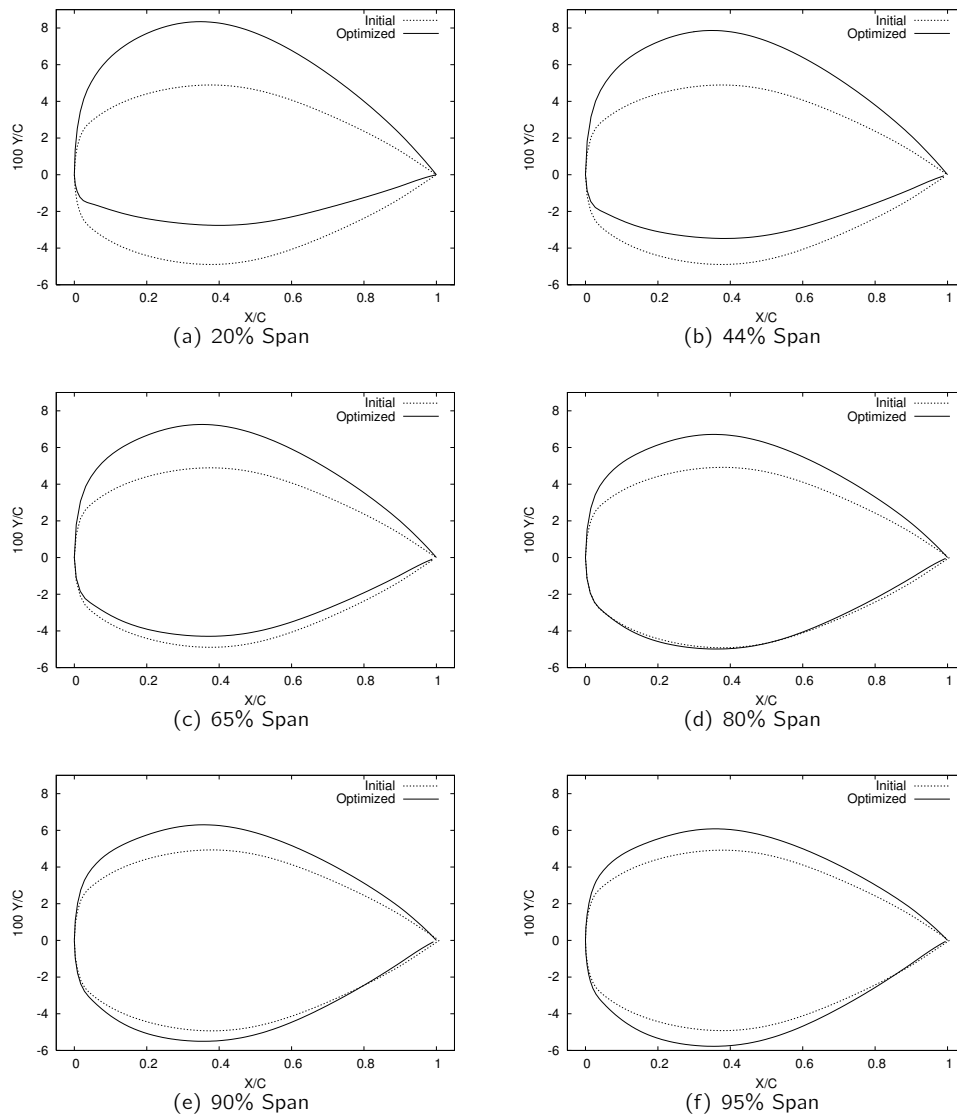 Initial
Optimized
100 Y/C
8
6
4
2
0
-2
-4
-6
0 0.2 0.4 0.6 0.8 1
X/C
(a) 20% Span
Initial
Optimized
100 Y/C
8
6
4
2
0
-2
-4
-6
0 0.2 0.4 0.6 0.8 1
X/C
(b) 44% Span
Initial
Optimized
100 Y/C
8
6
4
2
0
-2
-4
-6
0 0.2 0.4 0.6 0.8 1
X/C
(c) 65% Span
Initial
Optimized
100 Y/C
8
6
4
2
0
-2
-4
-6
0 0.2 0.4 0.6 0.8 1
X/C
(d) 80% Span
Initial
Optimized
100 Y/C
8
6
4
2
0
-2
-4
-6
0 0.2 0.4 0.6 0.8 1
X/C
(e) 90% Span
Initial
Optimized
100 Y/C
8
6
4
2
0
-2
-4
-6
0 0.2 0.4 0.6 0.8 1
X/C
(f) 95% Span